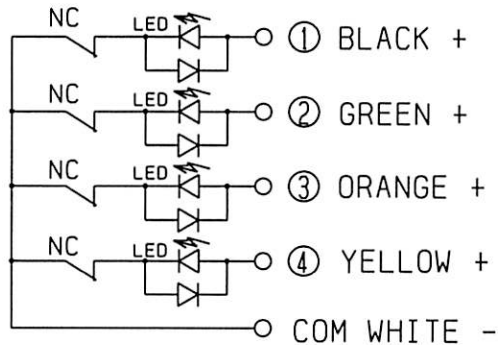 NC LED ① BLACK +
NC LED ② GREEN +
NC LED ③ ORANGE +
NC LED ④ YELLOW +
COM WHITE -